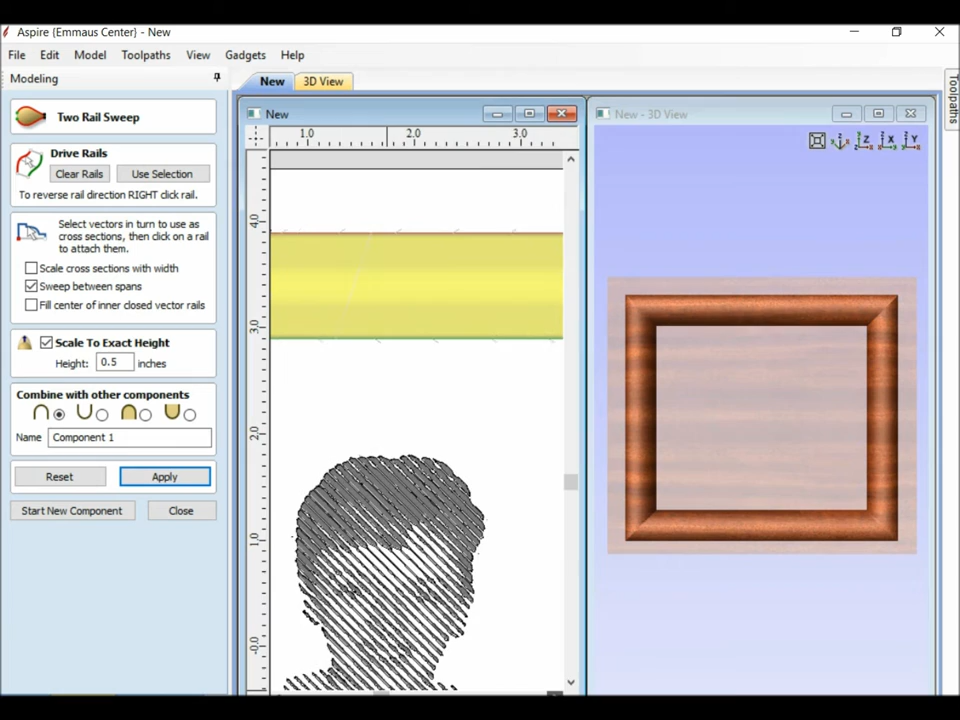 Aspire {Emmaus Center} - New
File Edit Model Toolpaths View Gadgets Help
Modeling
New 3D View
Toolpaths
Two Rail Sweep
Drive Rails
Clear Rails Use Selection
To reverse rail direction RIGHT click rail.
Select vectors in turn to use as
cross sections, then click on a rail
to attach them.
Scale cross sections with width
Sweep between spans
Fill center of inner closed vector rails
Scale To Exact Height
Height: 0.5 inches
Combine with other components
Name Component 1
Reset Apply
Start New Component Close
New
1.0 2.0 3.0
4.0
3.0
2.0
1.0
-0.0
New - 3D View
Z X Y